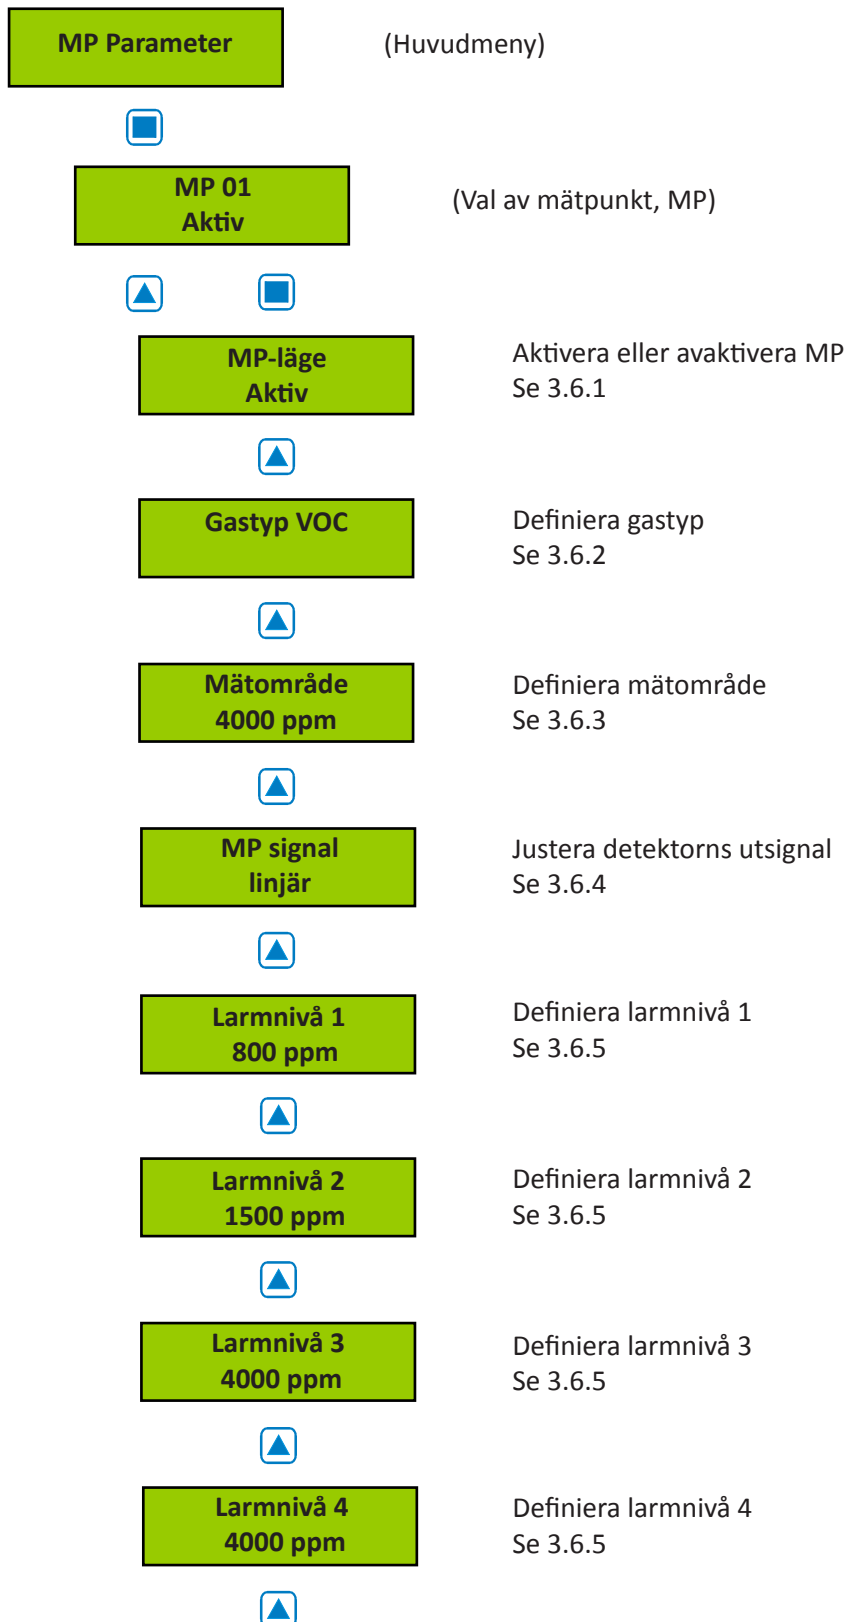 MP Parameter
(Huvudmeny)
MP 01
Aktiv
(Val av mätpunkt, MP)
MP-läge
Aktiv
Aktivera eller avaktivera MP
Se 3.6.1
Gastyp VOC
Definiera gastyp
Se 3.6.2
Mätområde
4000 ppm
Definiera mätområde
Se 3.6.3
MP signal
linjär
Justera detektorns utsignal
Se 3.6.4
Larmnivå 1
800 ppm
Definiera larmnivå 1
Se 3.6.5
Larmnivå 2
1500 ppm
Definiera larmnivå 2
Se 3.6.5
Larmnivå 3
4000 ppm
Definiera larmnivå 3
Se 3.6.5
Larmnivå 4
4000 ppm
Definiera larmnivå 4
Se 3.6.5